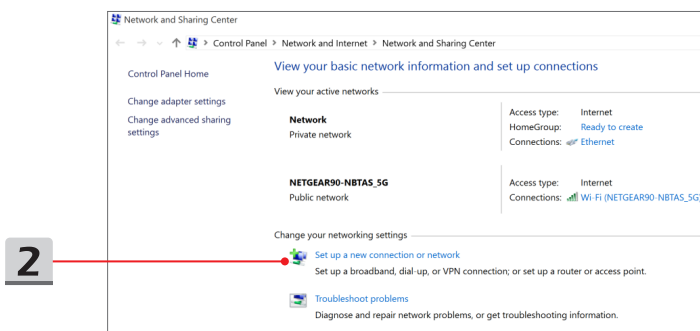 Network and Sharing Center
Control Panel > Network and Internet > Network and Sharing Center
Control Panel Home
Change adapter settings
Change advanced sharing
settings
View your basic network information and set up connections
View your active networks
Network
Private network
Access type: Internet
HomeGroup: Ready to create
Connections: Ethernet
NETGEAR90-NBTAS_5G
Public network
Access type: Internet
Connections: Wi-Fi (NETGEAR90-NBTAS_5G)
Change your networking settings
2
Set up a new connection or network
Set up a broadband, dial-up, or VPN connection; or set up a router or access point.
Troubleshoot problems
Diagnose and repair network problems, or get troubleshooting information.